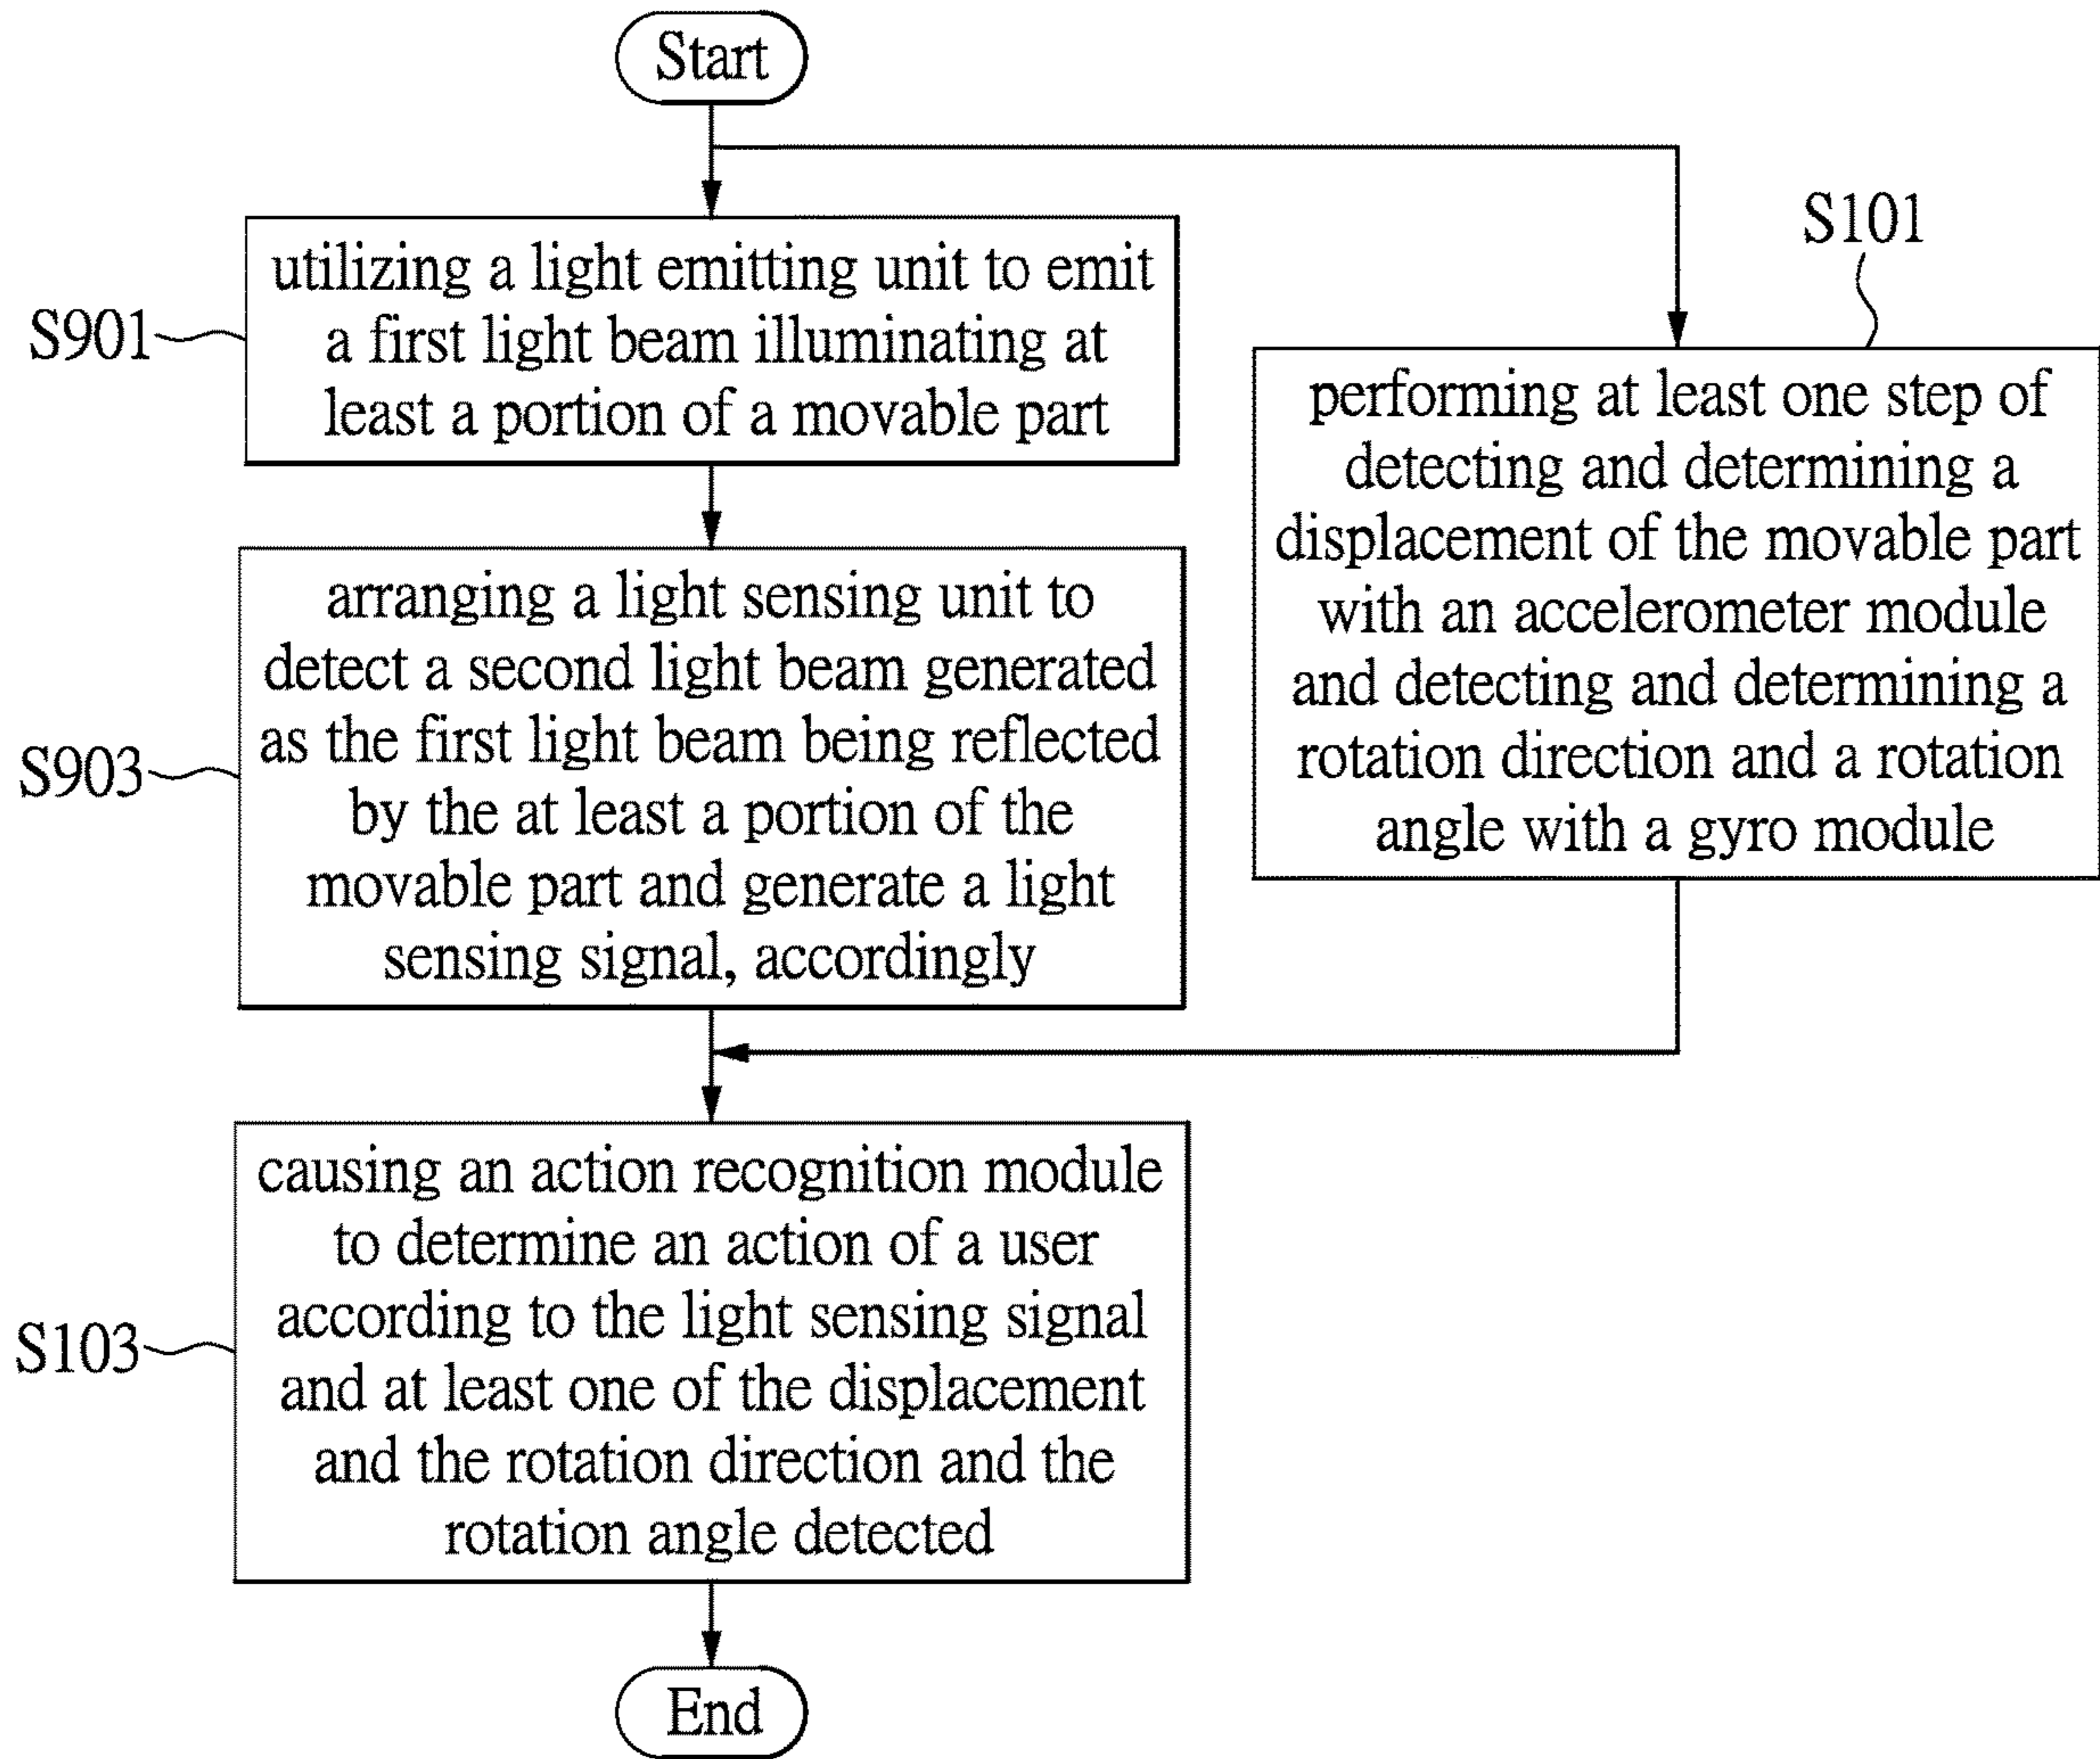 Start
S901
utilizing a light emitting unit to emit
a first light beam illuminating at
least a portion of a movable part
S101
performing at least one step of
detecting and determining a
displacement of the movable part
with an accelerometer module
and detecting and determining a
rotation direction and a rotation
angle with a gyro module
S903
arranging a light sensing unit to
detect a second light beam generated
as the first light beam being reflected
by the at least a portion of the
movable part and generate a light
sensing signal, accordingly
S103
causing an action recognition module
to determine an action of a user
according to the light sensing signal
and at least one of the displacement
and the rotation direction and the
rotation angle detected
End